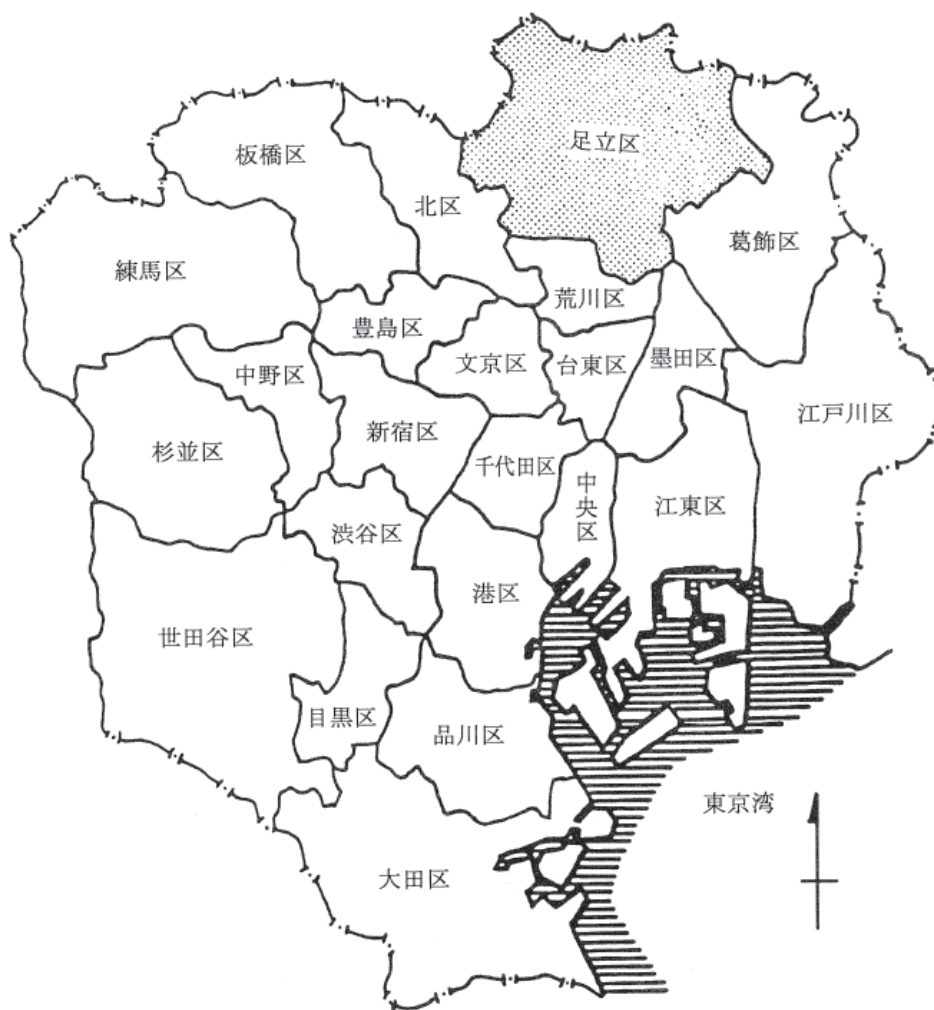 足立区
板橋区
北区
葛飾区
練馬区
荒川区
豊島区
文京区
台東区
墨田区
中野区
江戸川区
新宿区
杉並区
千代田区
中央区
江東区
渋谷区
港区
世田谷区
目黒区
品川区
東京湾
大田区